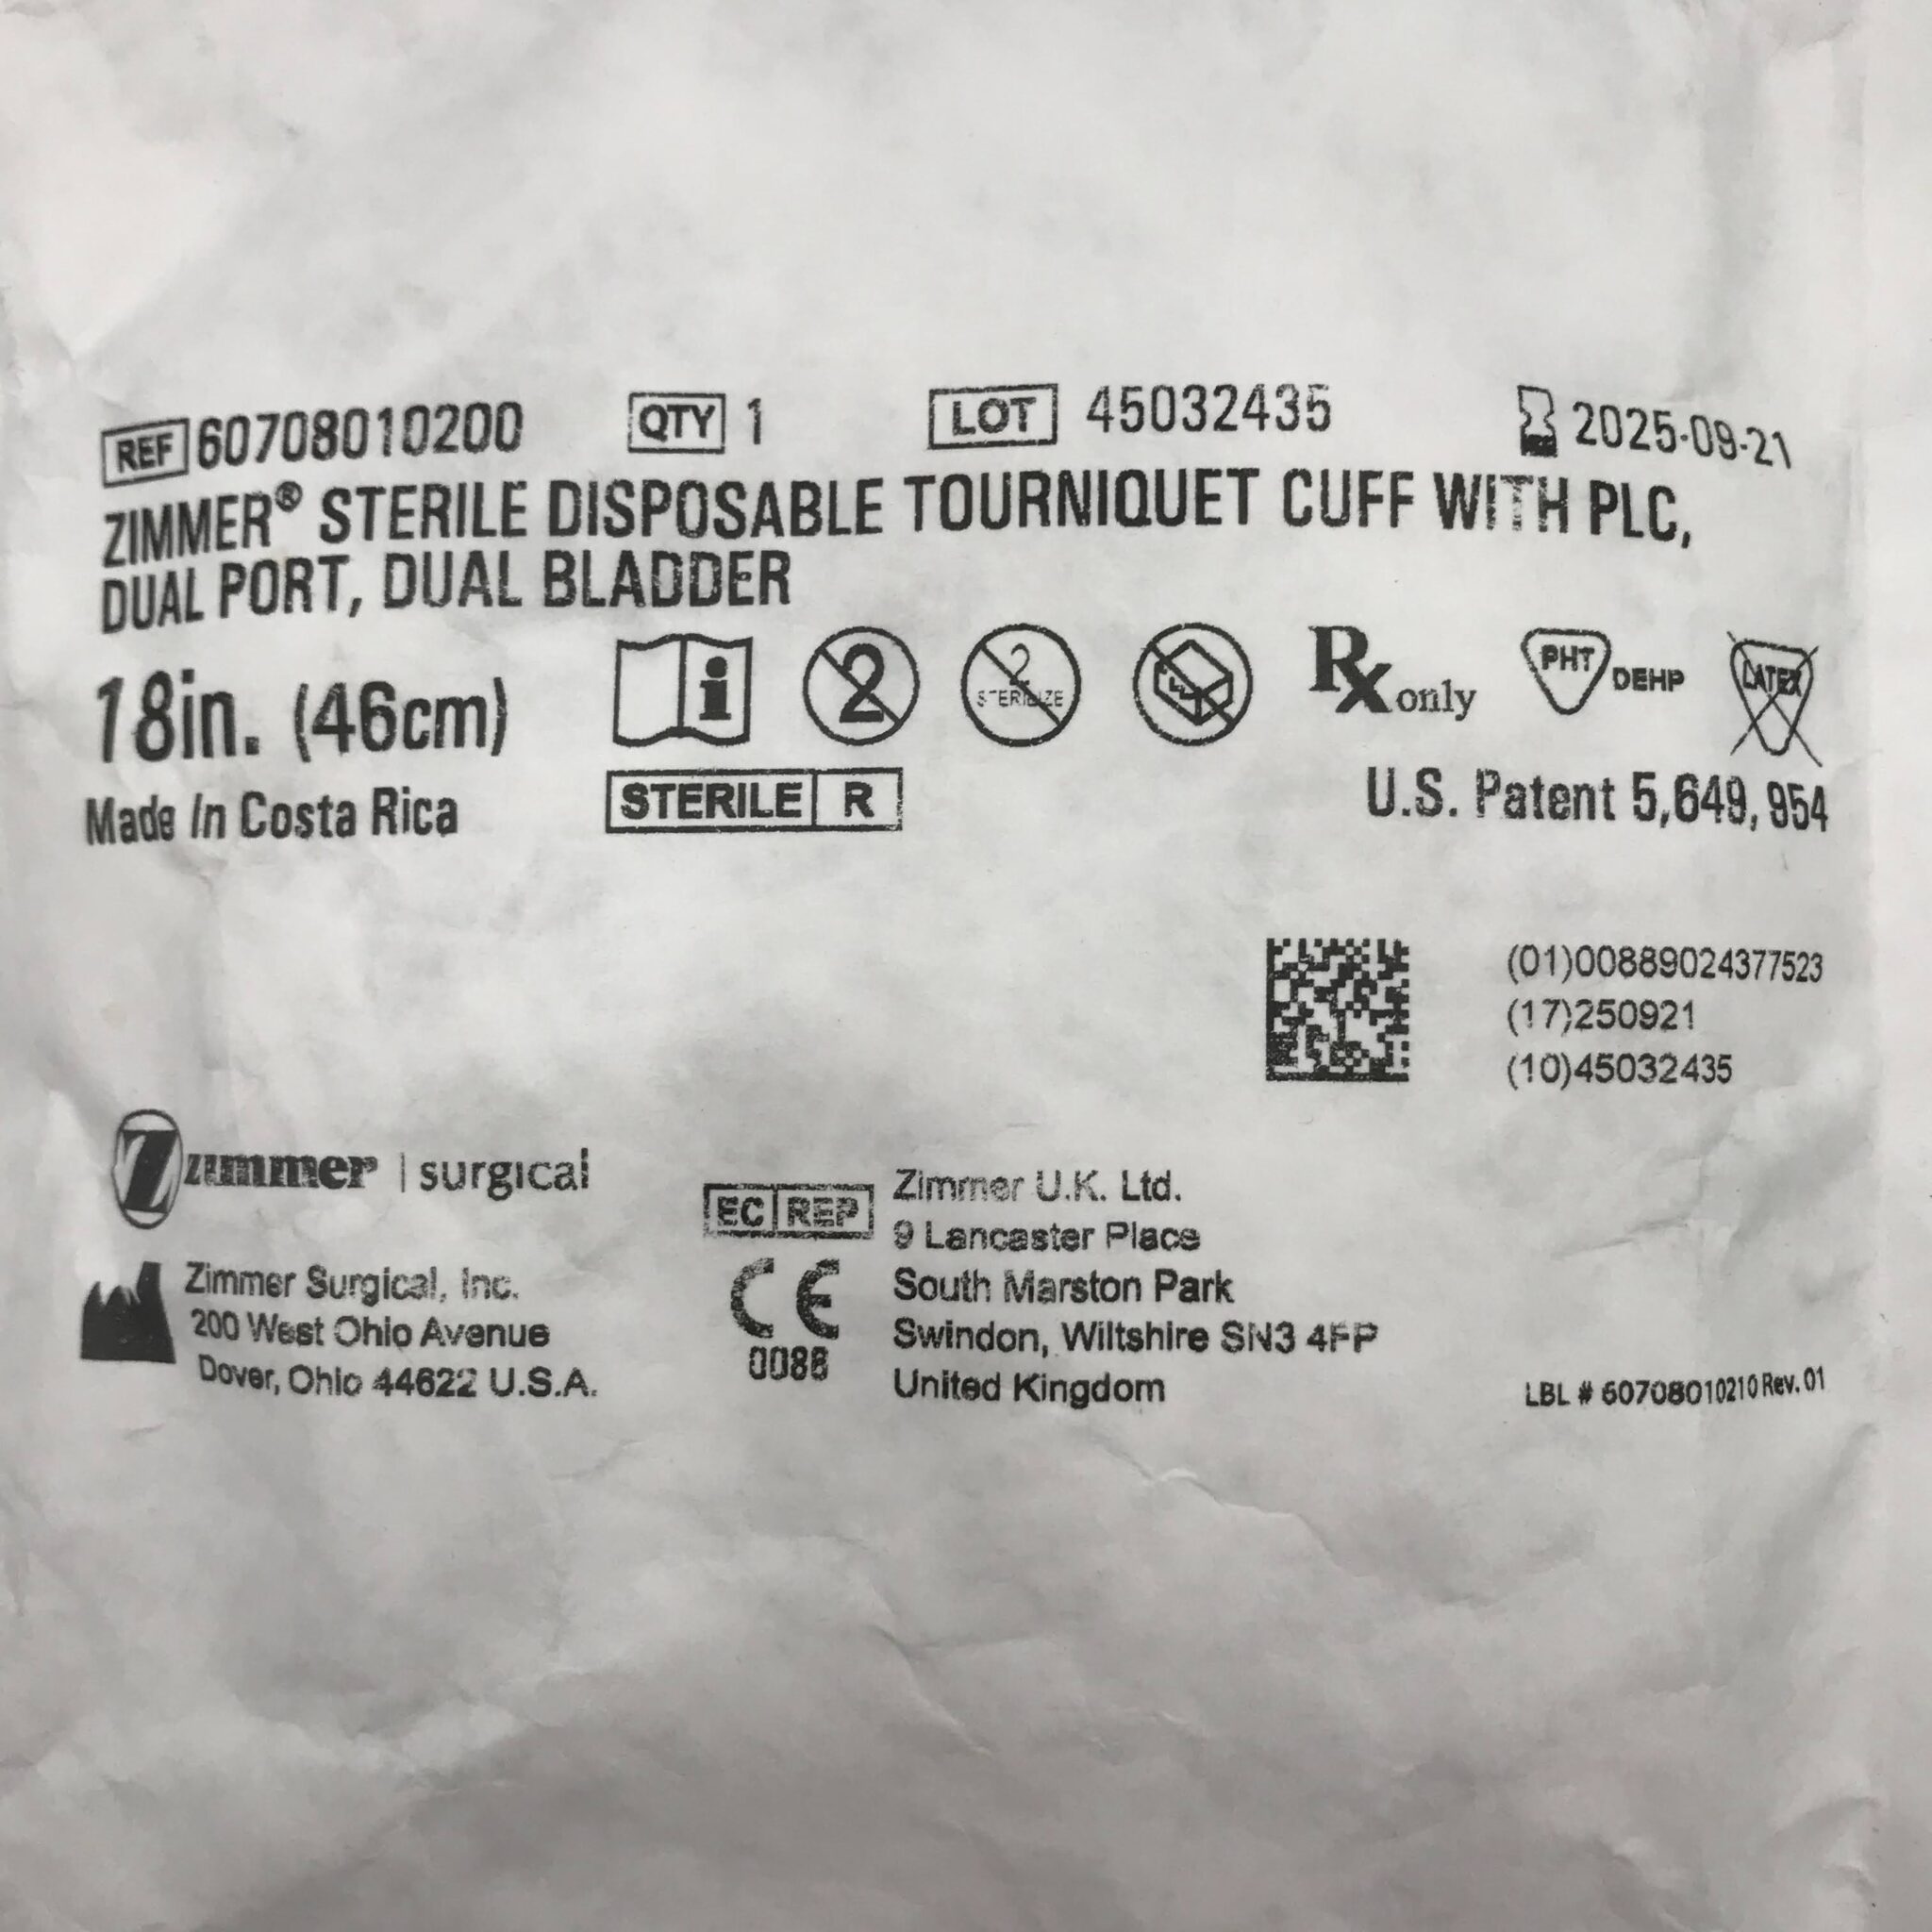 REF 60708010200 QTY 1 LOT 45032435 2025-09-21
ZIMMER® STERILE DISPOSABLE TOURNIQUET CUFF WITH PLC,
DUAL PORT, DUAL BLADDER
18in. (46cm)
2
2 STERILIZE
Rx only
PHT DEHP
LATEX
Made In Costa Rica
STERILE R
U.S. Patent 5,649,954
(01)00889024377523
(17)250921
(10)45032435
Z zimmer | surgical
Zimmer Surgical, Inc.
200 West Ohio Avenue
Dover, Ohio 44622 U.S.A.
EC REP
CE
0086
Zimmer U.K. Ltd.
9 Lancaster Place
South Marston Park
Swindon, Wiltshire SN3 4FP
United Kingdom
LBL # 60708010210 Rev. 01